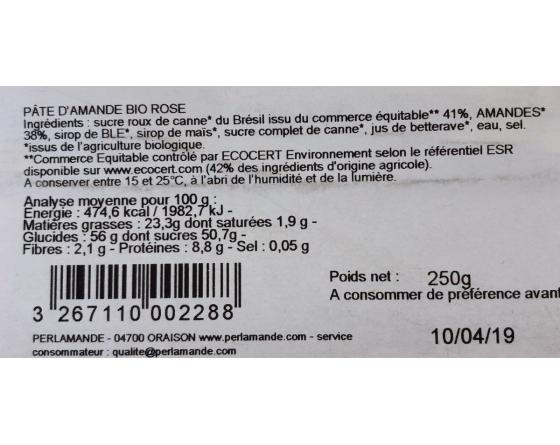 PÂTE D'AMANDE BIO ROSE
Ingrédients : sucre roux de canne* du Brésil issu du commerce équitable** 41%, AMANDES*
38%, sirop de BLE*, sirop de maïs*, sucre complet de canne*, jus de betterave*, eau, sel.
*issus de l'agriculture biologique.
**Commerce Equitable contrôlé par ECOCERT Environnement selon le référentiel ESR
disponible sur www.ecocert.com (42% des ingrédients d'origine agricole).
A conserver entre 15 et 25°C, à l'abri de l'humidité et de la lumière.
Analyse moyenne pour 100 g :
Energie : 474,6 kcal / 1982,7kJ -
Matières grasses : 23,3g dont saturées 1,9 g -
Glucides : 56 g dont sucres 50,7g -
Fibres : 2,1 g - Protéines : 8,8 g - Sel : 0,05 g
3 267110 002288
Poids net : 250g
A consommer de préférence avant
10/04/19
PERLAMANDE - 04700 ORAISON www.perlamande.com - service
consommateur : qualite@perlamande.com